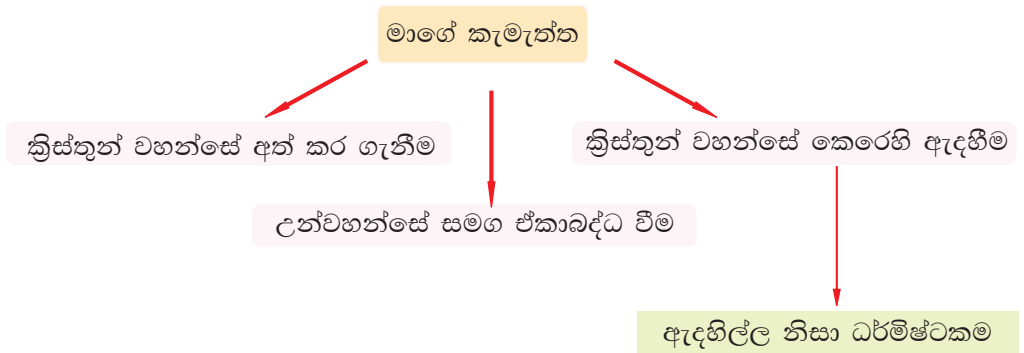 මාගේ කැමැත්ත
ක්‍රිස්තුන් වහන්සේ අත් කර ගැනීම
ක්‍රිස්තුන් වහන්සේ කෙරෙහි ඇදහීම
උන්වහන්සේ සමග ඒකාබද්ධ වීම
ඇදහිල්ල නිසා ධර්මිෂ්ටකම